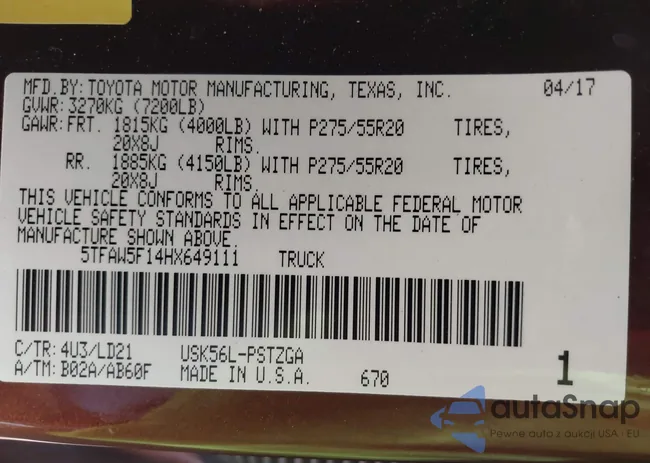 MFD.BY: TOYOTA MOTOR MANUFACTURING, TEXAS, INC. 04/17
GVWR: 3270KG (7200LB)
GAWR: FRT. 1815KG (4000LB) WITH P275/55R20 TIRES,
20X8J RIMS.
RR. 1885KG (4150LB) WITH P275/55R20 TIRES,
20X8J RIMS.
THIS VEHICLE CONFORMS TO ALL APPLICABLE FEDERAL MOTOR
VEHICLE SAFETY STANDARDS IN EFFECT ON THE DATE OF
MANUFACTURE SHOWN ABOVE.
5TFAW5F14HX649111 TRUCK
C/TR: 4U3/LD21 USK56L-PSTZGA
A/TM: B02A/AB60F MADE IN U.S.A. 670 1
autaSnap
Pewne auta z aukcji USA i EU